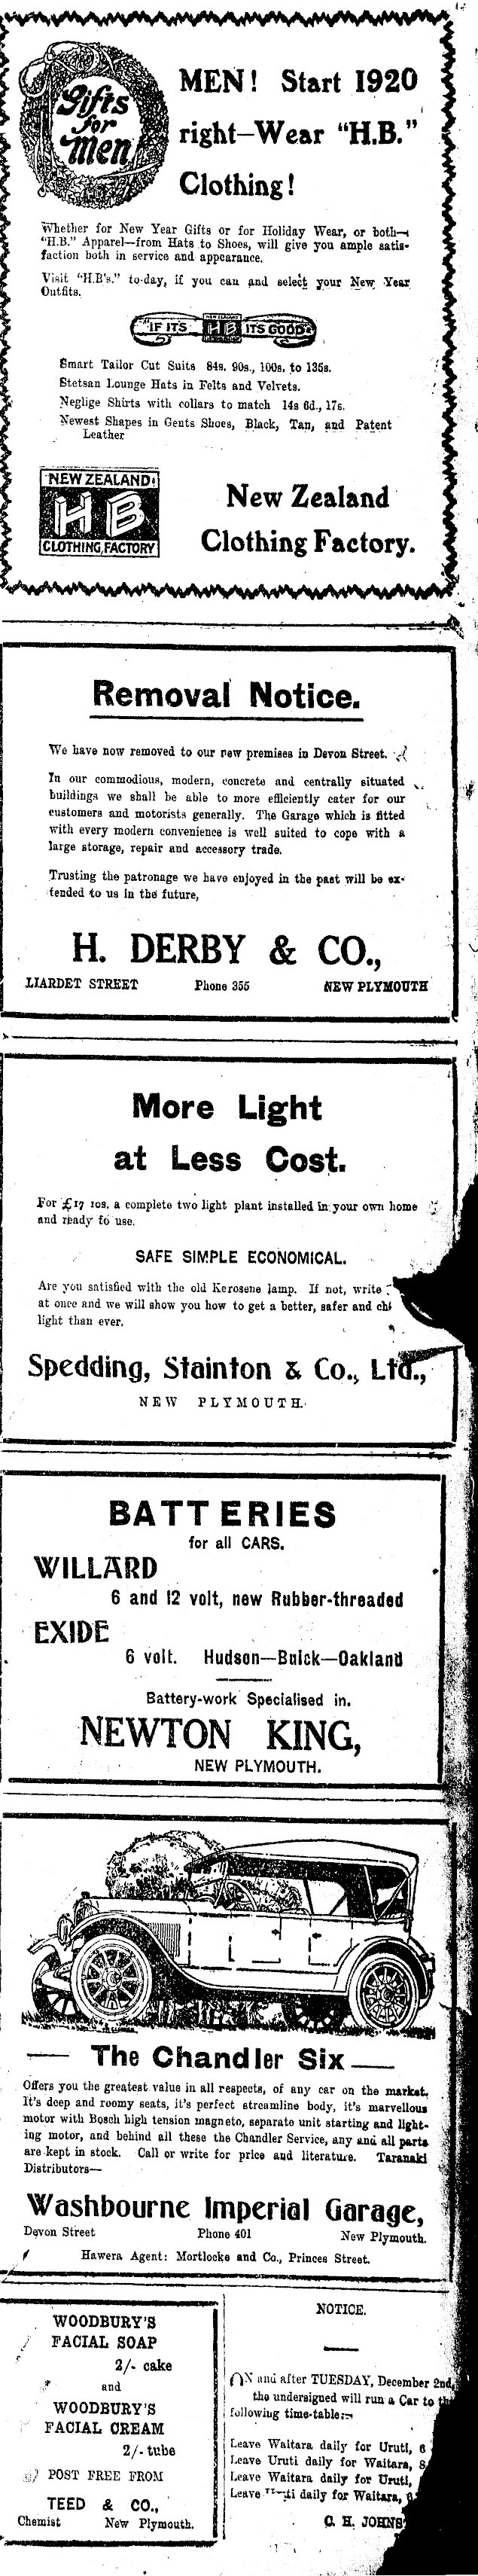 Gifts
for
Men
MEN! Start 1920
right—Wear "H.B."
Clothing!
Whether for New Year Gifts or for Holiday Wear, or both—
"H.B." Apparel—from Hats to Shoes, will give you ample satis-
faction both in service and appearance.
Visit "H.B's." to-day, if you can and select your New Year
Outfits.
"IF ITS NEW ZEALAND HB ITS GOOD"
Smart Tailor Cut Suits 84s, 90s., 100s. to 135s.
Stetsan Lounge Hats in Felts and Velvets.
Neglige Shirts with collars to match 14s 6d., 17s.
Newest Shapes in Gents Shoes, Black, Tan, and Patent
Leather
NEW ZEALAND
HB
CLOTHING FACTORY
New Zealand
Clothing Factory.
Removal Notice.
We have now removed to our new premises in Devon Street.
In our commodious, modern, concrete and centrally situated
buildings we shall be able to more efficiently cater for our
customers and motorists generally. The Garage which is fitted
with every modern convenience is well suited to cope with a
large storage, repair and accessory trade.
Trusting the patronage we have enjoyed in the past will be ex-
tended to us in the future,
H. DERBY & CO.,
LIARDET STREET Phone 355 NEW PLYMOUTH
More Light
at Less Cost.
For £17 10s. a complete two light plant installed in your own home
and ready to use.
SAFE SIMPLE ECONOMICAL.
Are you satisfied with the old Kerosene lamp. If not, write
at once and we will show you how to get a better, safer and
light than ever.
Spedding, Stainton & Co., Ltd.,
NEW PLYMOUTH.
BATTERIES
for all CARS.
WILLARD
6 and 12 volt, new Rubber-threaded
EXIDE
6 volt. Hudson—Buick—Oakland
Battery-work Specialised in.
NEWTON KING,
NEW PLYMOUTH.
The Chandler Six
Offers you the greatest value in all respects, of any car on the market.
It's deep and roomy seats, it's perfect streamline body, it's marvellous
motor with Bosch high tension magneto, separate unit starting and light-
ing motor, and behind all these the Chandler Service, any and all parts
are kept in stock. Call or write for price and literature. Taranaki
Distributors—
Washbourne Imperial Garage,
Devon Street Phone 401 New Plymouth.
Hawera Agent: Mortlocke and Co., Princes Street.
WOODBURY'S
FACIAL SOAP
2/- cake
and
WOODBURY'S
FACIAL CREAM
2/- tube
POST FREE FROM
TEED & CO.,
Chemist New Plymouth.
NOTICE.
ON and after TUESDAY, December 2nd,
the undersigned will run a Car to
following time-table:—
Leave Waitara daily for Uruti, 6
Leave Uruti daily for Waitara, 8
Leave Waitara daily for Uruti,
Leave daily for Waitara,
C. H. JOHNS